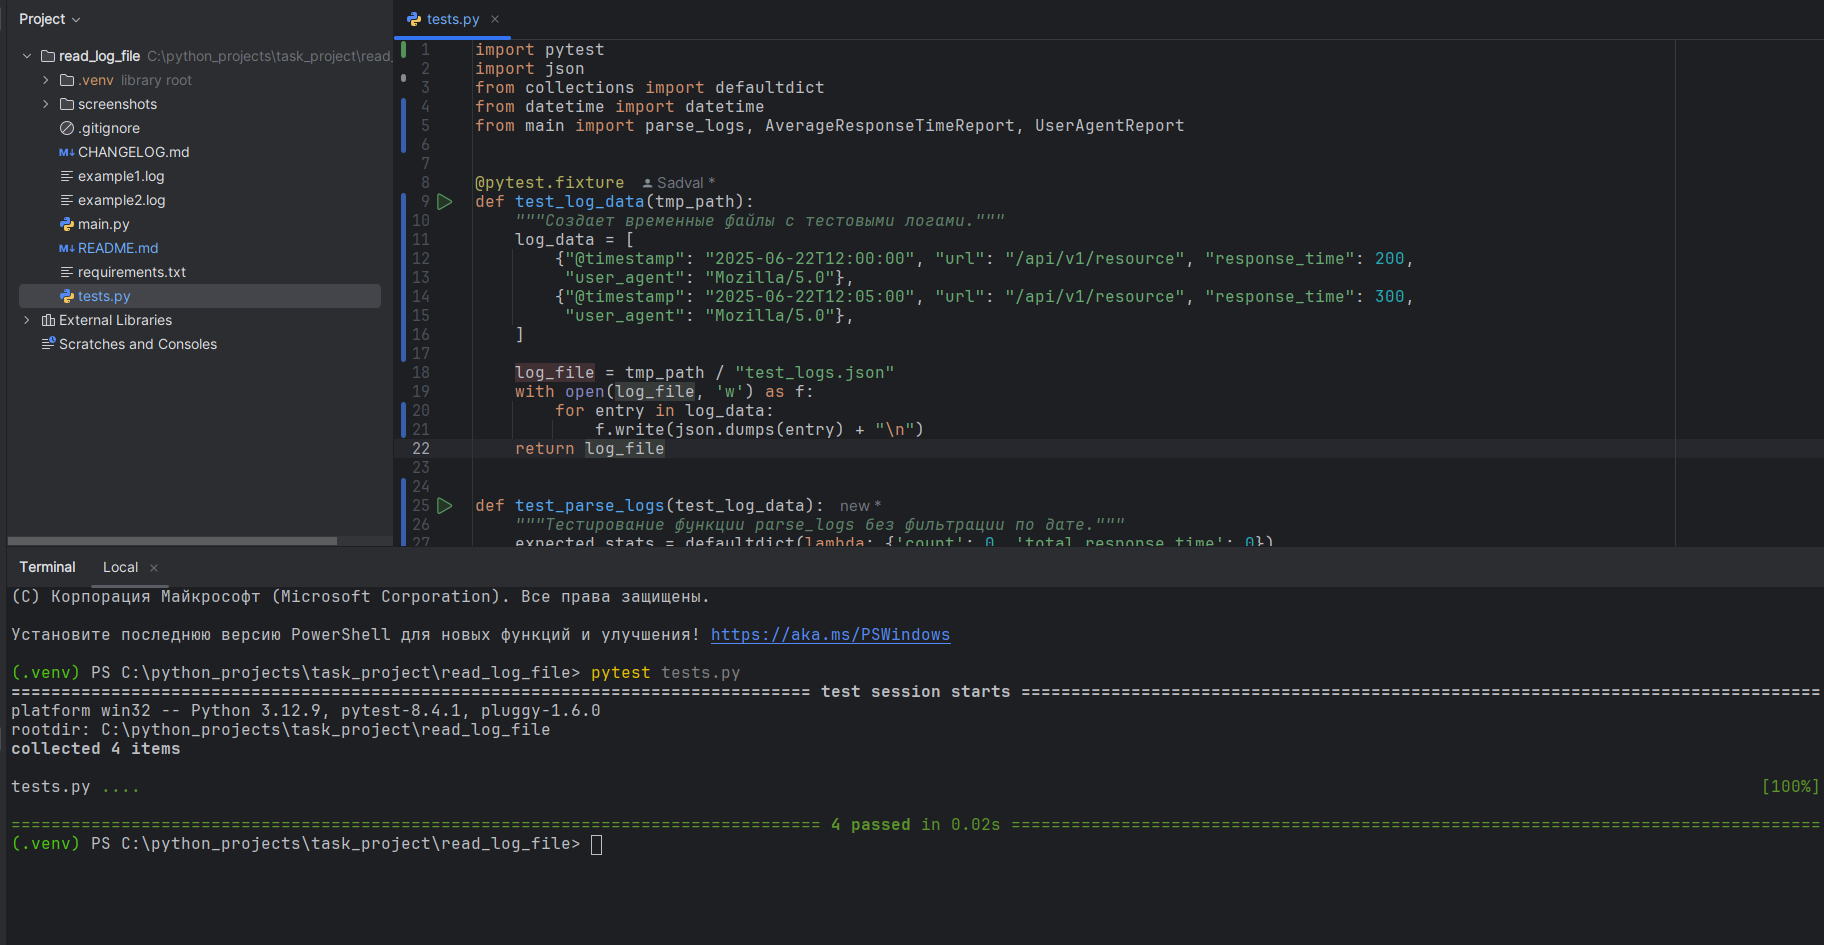 Project
read_log_file C:\python_projects\task_project\read_
.venv library root
screenshots
.gitignore
CHANGELOG.md
example1.log
example2.log
main.py
README.md
requirements.txt
tests.py
External Libraries
Scratches and Consoles
tests.py
1 import pytest
2 import json
3 from collections import defaultdict
4 from datetime import datetime
5 from main import parse_logs, AverageResponseTimeReport, UserAgentReport
6
7
8 @pytest.fixture Sadval *
9 def test_log_data(tmp_path):
10 """Создает временные файлы с тестовыми логами."""
11 log_data = [
12 {"@timestamp": "2025-06-22T12:00:00", "url": "/api/v1/resource", "response_time": 200,
13 "user_agent": "Mozilla/5.0"},
14 {"@timestamp": "2025-06-22T12:05:00", "url": "/api/v1/resource", "response_time": 300,
15 "user_agent": "Mozilla/5.0"},
16 ]
17
18 log_file = tmp_path / "test_logs.json"
19 with open(log_file, 'w') as f:
20 for entry in log_data:
21 f.write(json.dumps(entry) + "\n")
22 return log_file
23
24
25 def test_parse_logs(test_log_data): new *
26 """Тестирование функции parse_logs без фильтрации по дате."""
27 expected_stats = defaultdict(lambda: {'count': 0, 'total_response_time': 0})
Terminal Local
(C) Корпорация Майкрософт (Microsoft Corporation). Все права защищены.
Установите последнюю версию PowerShell для новых функций и улучшения! https://aka.ms/PSWindows
(.venv) PS C:\python_projects\task_project\read_log_file> pytest tests.py
================================================================================ test session starts ================================================================================
platform win32 -- Python 3.12.9, pytest-8.4.1, pluggy-1.6.0
rootdir: C:\python_projects\task_project\read_log_file
collected 4 items
tests.py .... [100%]
================================================================================= 4 passed in 0.02s =================================================================================
(.venv) PS C:\python_projects\task_project\read_log_file>